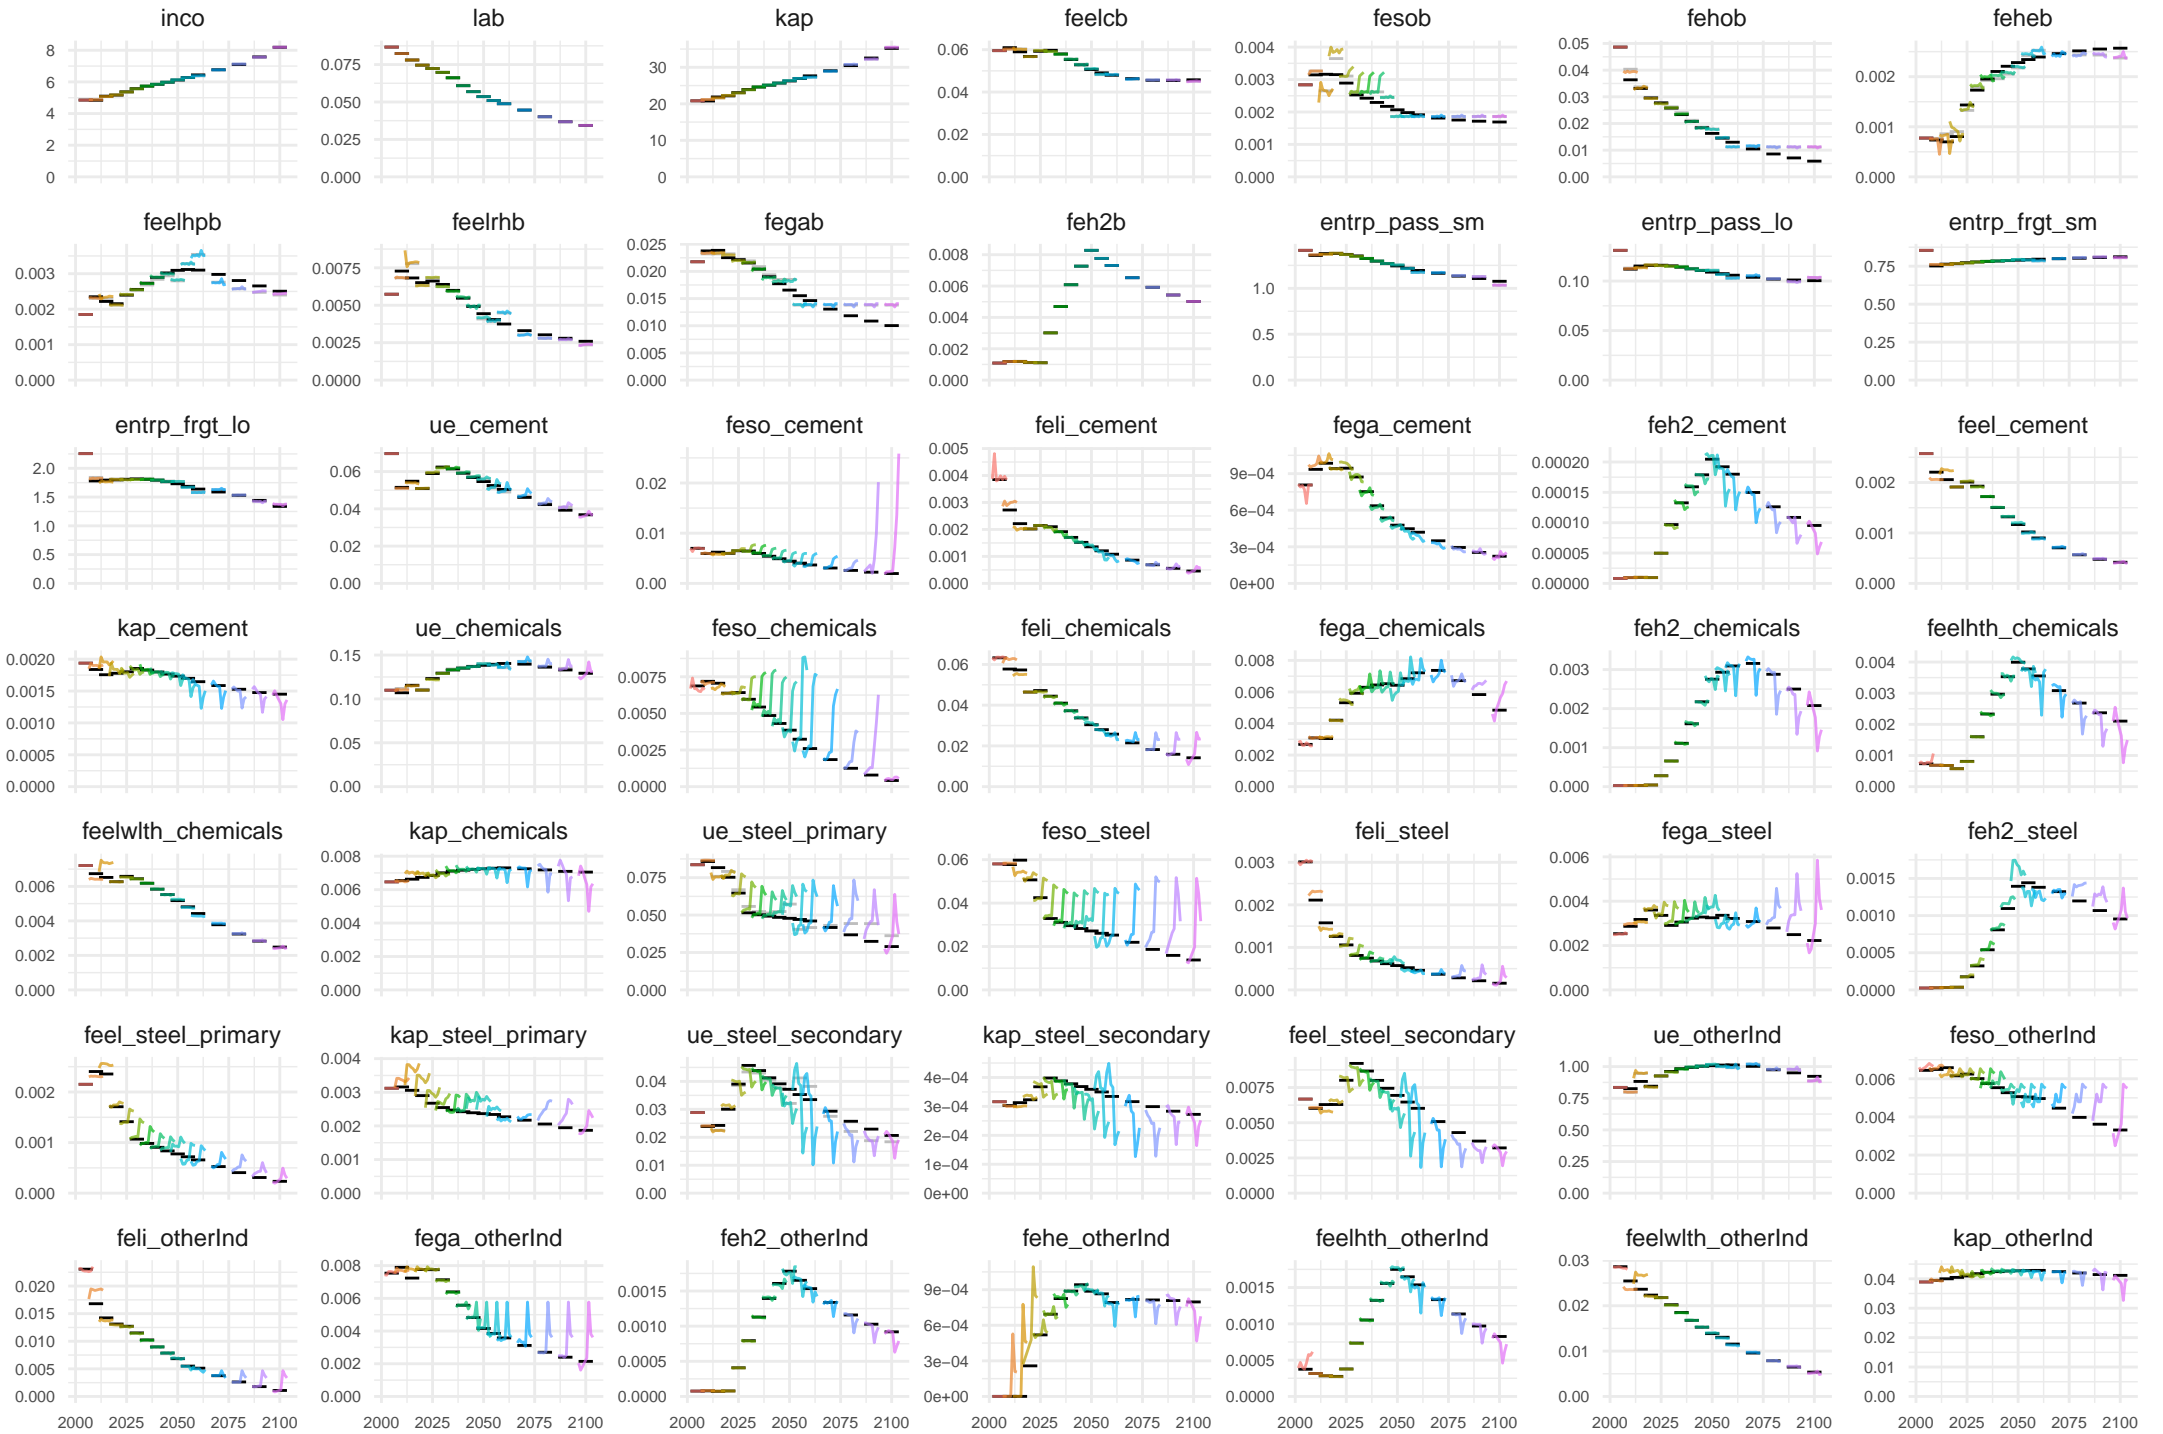 inco lab kap feelcb fesob fehob feheb
8 6 4 2 0
0.075 0.050 0.025 0.000
30 20 10 0
0.06 0.04 0.02 0.00
0.004 0.003 0.002 0.001 0.000
0.05 0.04 0.03 0.02 0.01 0.00
0.002 0.001 0.000
feelhpb feelrhb fegab feh2b entrp_pass_sm entrp_pass_lo entrp_frgt_sm
0.003 0.002 0.001 0.000
0.0075 0.0050 0.0025 0.0000
0.025 0.020 0.015 0.010 0.005 0.000
0.008 0.006 0.004 0.002 0.000
1.0 0.5 0.0
0.10 0.05 0.00
0.75 0.50 0.25 0.00
entrp_frgt_lo ue_cement feso_cement feli_cement fega_cement feh2_cement feel_cement
2.0 1.5 1.0 0.5 0.0
0.06 0.04 0.02 0.00
0.02 0.01 0.00
0.005 0.004 0.003 0.002 0.001 0.000
9e−04 6e−04 3e−04 0e+00
0.00020 0.00015 0.00010 0.00005 0.00000
0.002 0.001 0.000
kap_cement ue_chemicals feso_chemicals feli_chemicals fega_chemicals feh2_chemicals feelhth_chemicals
0.0020 0.0015 0.0010 0.0005 0.0000
0.15 0.10 0.05 0.00
0.0075 0.0050 0.0025 0.0000
0.06 0.04 0.02 0.00
0.008 0.006 0.004 0.002 0.000
0.003 0.002 0.001 0.000
0.004 0.003 0.002 0.001 0.000
feelwlth_chemicals kap_chemicals ue_steel_primary feso_steel feli_steel fega_steel feh2_steel
0.006 0.004 0.002 0.000
0.008 0.006 0.004 0.002 0.000
0.075 0.050 0.025 0.000
0.06 0.04 0.02 0.00
0.003 0.002 0.001 0.000
0.006 0.004 0.002 0.000
0.0015 0.0010 0.0005 0.0000
feel_steel_primary kap_steel_primary ue_steel_secondary kap_steel_secondary feel_steel_secondary ue_otherInd feso_otherInd
0.002 0.001 0.000
0.004 0.003 0.002 0.001 0.000
0.04 0.03 0.02 0.01 0.00
4e−04 3e−04 2e−04 1e−04 0e+00
0.0075 0.0050 0.0025 0.0000
1.00 0.75 0.50 0.25 0.00
0.006 0.004 0.002 0.000
feli_otherInd fega_otherInd feh2_otherInd fehe_otherInd feelhth_otherInd feelwlth_otherInd kap_otherInd
0.020 0.015 0.010 0.005 0.000
0.008 0.006 0.004 0.002 0.000
0.0015 0.0010 0.0005 0.0000
9e−04 6e−04 3e−04 0e+00
0.0015 0.0010 0.0005 0.0000
0.03 0.02 0.01 0.00
0.04 0.03 0.02 0.01 0.00
2000 2025 2050 2075 2100
2000 2025 2050 2075 2100
2000 2025 2050 2075 2100
2000 2025 2050 2075 2100
2000 2025 2050 2075 2100
2000 2025 2050 2075 2100
2000 2025 2050 2075 2100